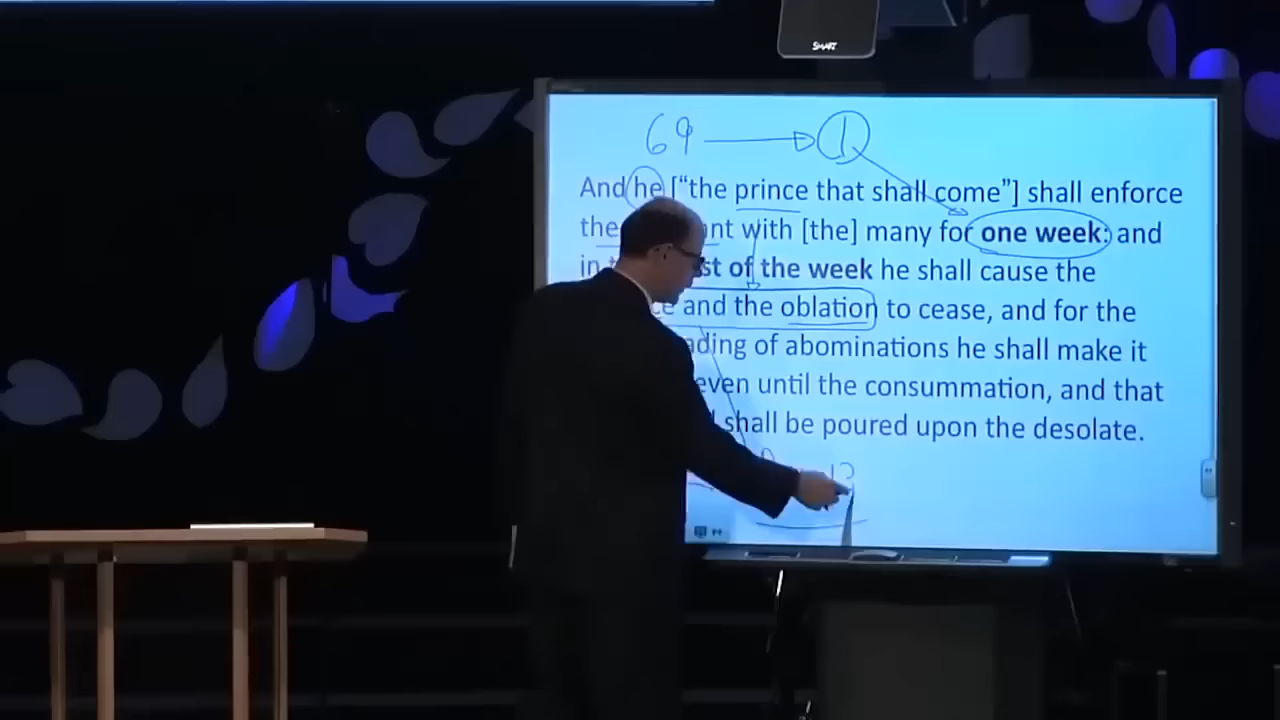 SMART
69 1
And he [“the prince that shall come”] shall enforce
the with [the] many for one week: and
in of the week he shall cause the
and the oblation to cease, and for the
of abominations he shall make it
even until the consummation, and that
shall be poured upon the desolate.